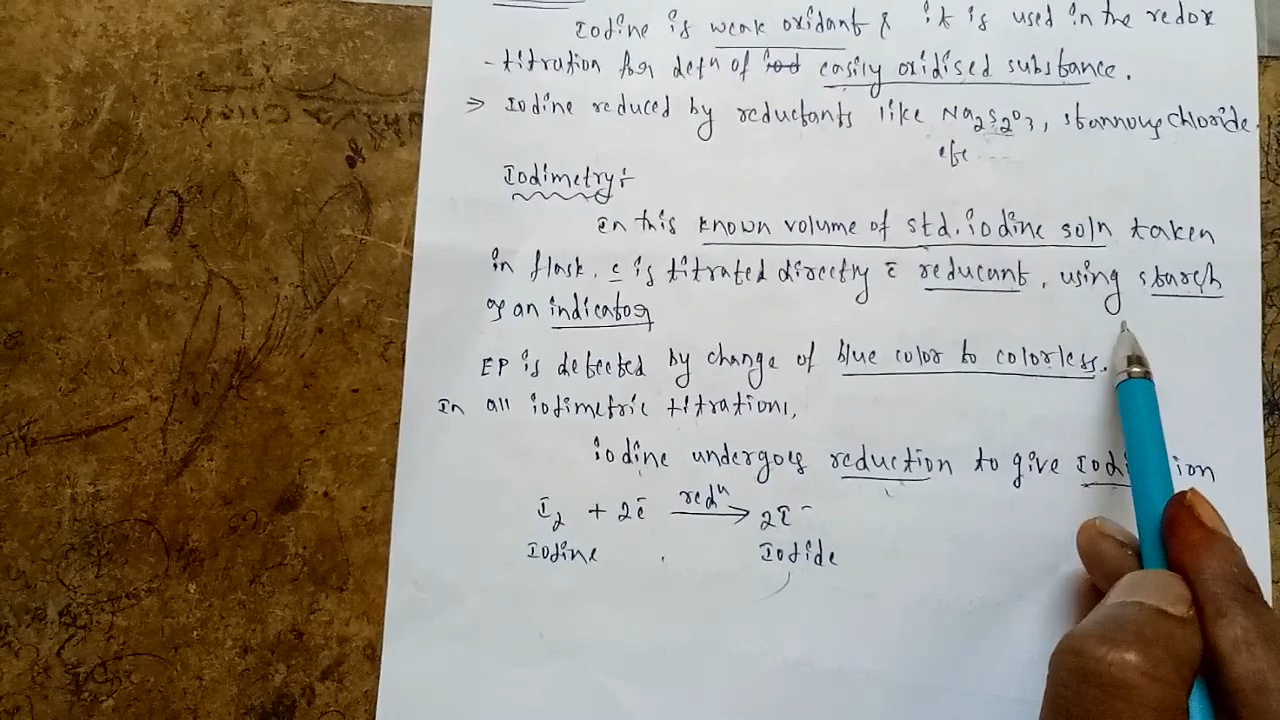 Iodine is weak oxidant & it is used in the redox
-titration for detn of easily oxidised substance.
⇒ Iodine reduced by reductants like Na2S2O3, stannous chloride.
etc ....
Iodimetry:-
In this known volume of std. iodine soln taken
in flask. c is titrated directly c̄ reducant, using starch
as an indicator
EP is detected by change of blue color to colorless.
In all iodimetric titrations,
iodine undergoes reduction to give Iod ion
I2 + 2ē redn → 2I⁻
Iodine Iodide